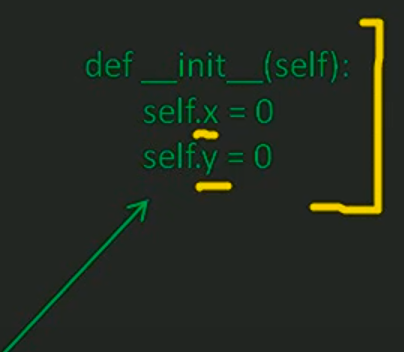 def __init__(self):
self.x = 0
self.y = 0